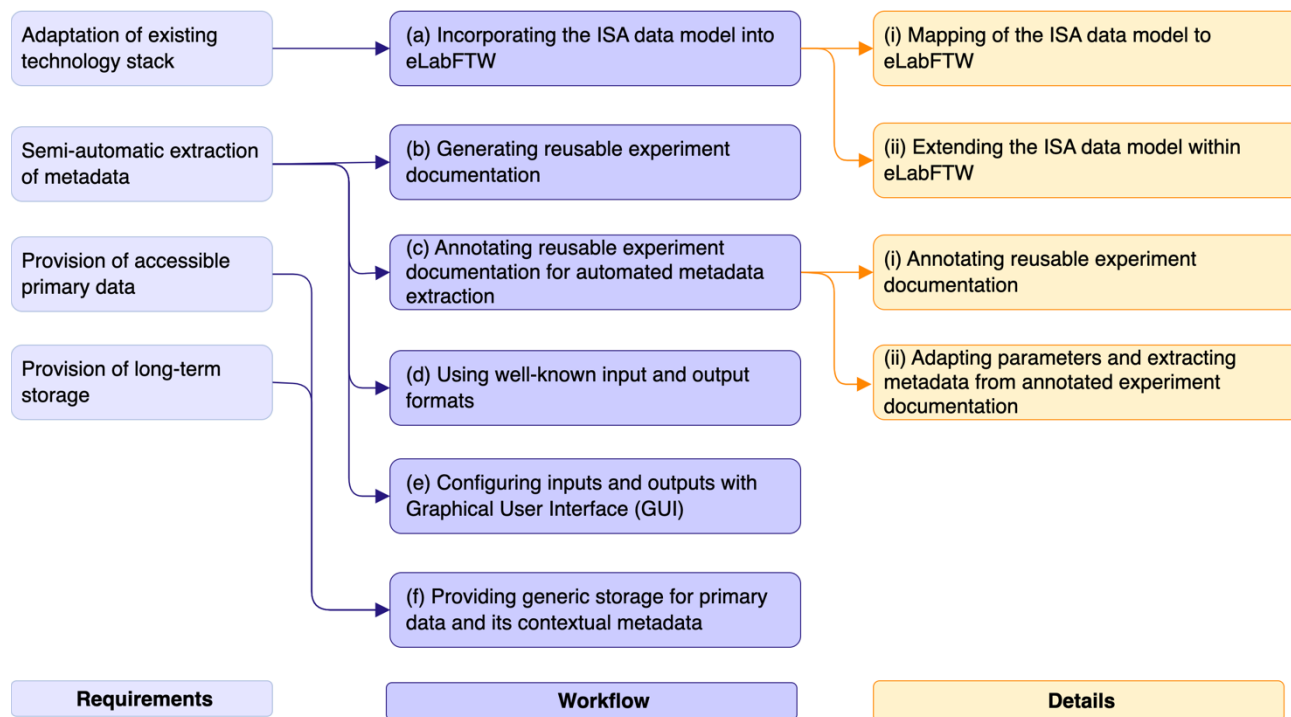 Adaptation of existing
technology stack
(a) Incorporating the ISA data model into
eLabFTW
(i) Mapping of the ISA data model to
eLabFTW
Semi-automatic extraction
of metadata
(b) Generating reusable experiment
documentation
(ii) Extending the ISA data model within
eLabFTW
Provision of accessible
primary data
(c) Annotating reusable experiment
documentation for automated metadata
extraction
(i) Annotating reusable experiment
documentation
Provision of long-term
storage
(d) Using well-known input and output
formats
(ii) Adapting parameters and extracting
metadata from annotated experiment
documentation
(e) Configuring inputs and outputs with
Graphical User Interface (GUI)
(f) Providing generic storage for primary
data and its contextual metadata
Requirements
Workflow
Details